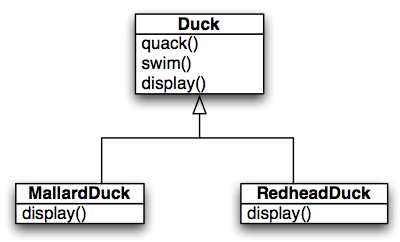 Duck
quack()
swim()
display()
MallardDuck
display()
RedheadDuck
display()